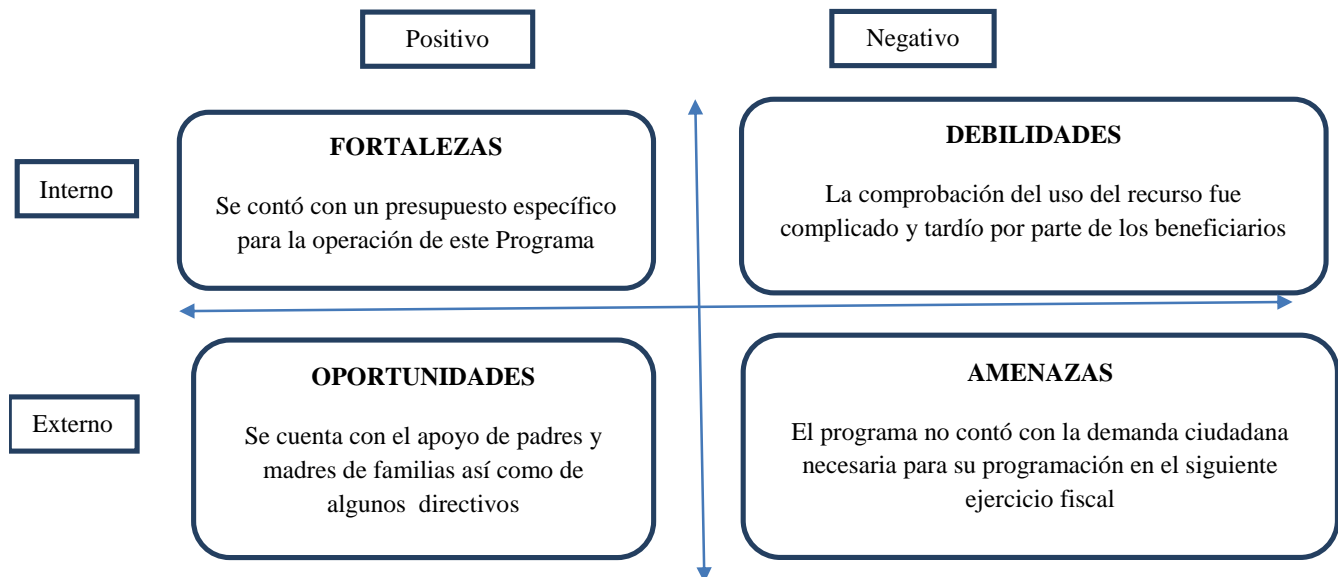 Positivo
Negativo
Interno
FORTALEZAS
Se contó con un presupuesto específico
para la operación de este Programa
DEBILIDADES
La comprobación del uso del recurso fue
complicado y tardío por parte de los beneficiarios
Externo
OPORTUNIDADES
Se cuenta con el apoyo de padres y
madres de familias así como de
algunos directivos
AMENAZAS
El programa no contó con la demanda ciudadana
necesaria para su programación en el siguiente
ejercicio fiscal